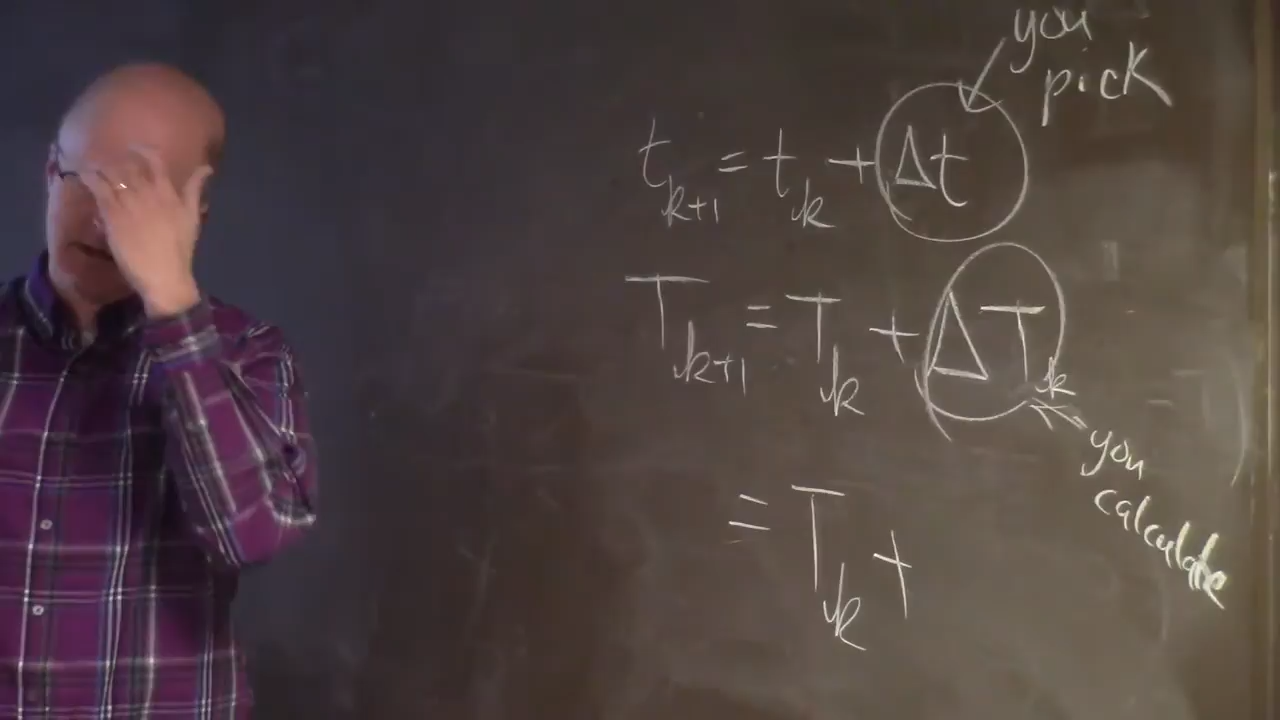 you
pick
t_{k+1} = t_k + Δt
T_{k+1} = T_k + ΔT_k
you
calculate
= T_k +